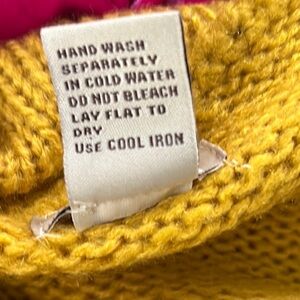 HAND WASH
SEPARATELY
IN COLD WATER
DO NOT BLEACH
LAY FLAT TO
DRY
USE COOL IRON